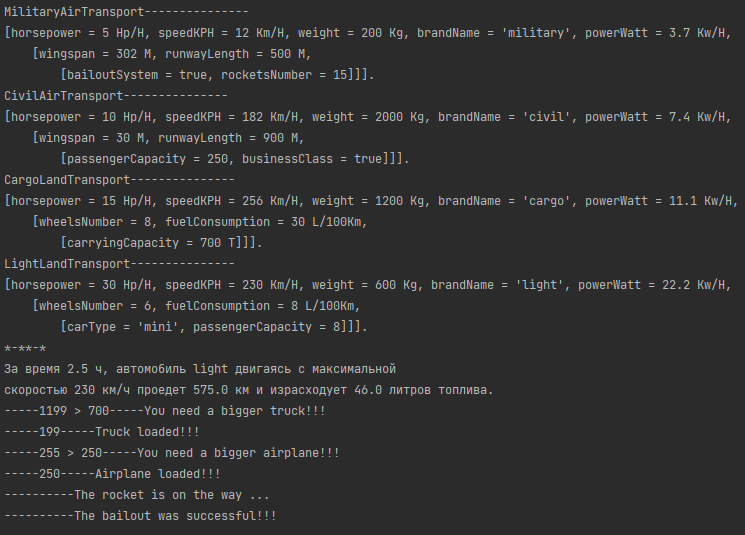 MilitaryAirTransport---------------
[horsepower = 5 Hp/H, speedKPH = 12 Km/H, weight = 200 Kg, brandName = 'military', powerWatt = 3.7 Kw/H,
    [wingspan = 302 M, runwayLength = 500 M,
        [bailoutSystem = true, rocketsNumber = 15]]].
CivilAirTransport---------------
[horsepower = 10 Hp/H, speedKPH = 182 Km/H, weight = 2000 Kg, brandName = 'civil', powerWatt = 7.4 Kw/H,
    [wingspan = 30 M, runwayLength = 900 M,
        [passengerCapacity = 250, businessClass = true]]].
CargoLandTransport---------------
[horsepower = 15 Hp/H, speedKPH = 256 Km/H, weight = 1200 Kg, brandName = 'cargo', powerWatt = 11.1 Kw/H,
    [wheelsNumber = 8, fuelConsumption = 30 L/100Km,
        [carryingCapacity = 700 T]]].
LightLandTransport---------------
[horsepower = 30 Hp/H, speedKPH = 230 Km/H, weight = 600 Kg, brandName = 'light', powerWatt = 22.2 Kw/H,
    [wheelsNumber = 6, fuelConsumption = 8 L/100Km,
        [carType = 'mini', passengerCapacity = 8]]].
*-**-*
За время 2.5 ч, автомобиль light двигаясь с максимальной
скоростью 230 км/ч проедет 575.0 км и израсходует 46.0 литров топлива.
-----1199 > 700-----You need a bigger truck!!!
-----199-----Truck loaded!!!
-----255 > 250-----You need a bigger airplane!!!
-----250-----Airplane loaded!!!
----------The rocket is on the way ...
----------The bailout was successful!!!